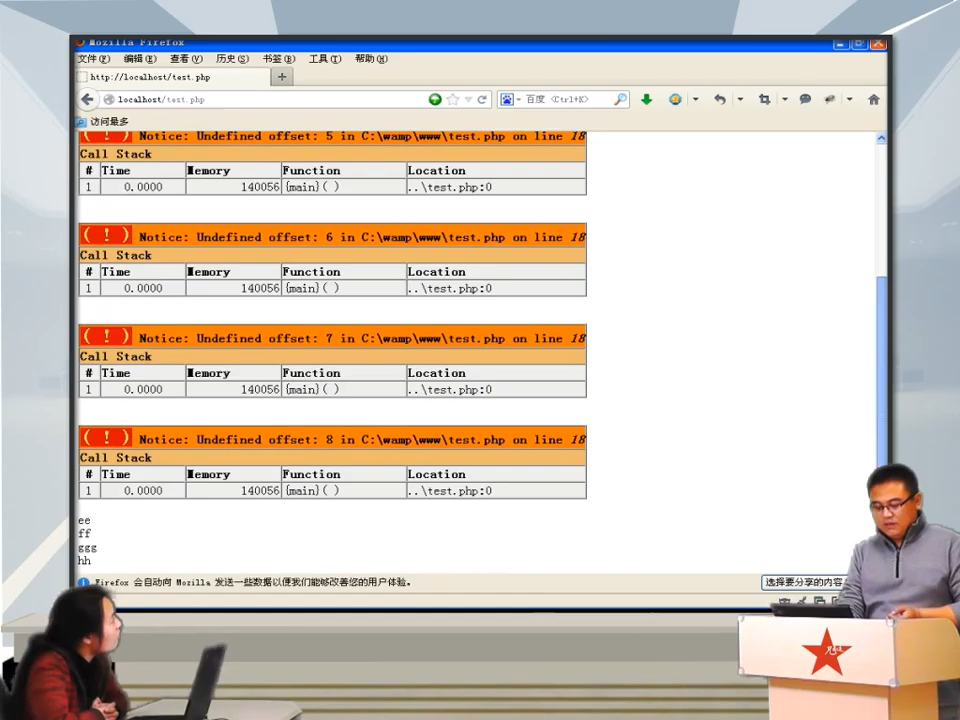 Mozilla Firefox
文件(F) 编辑(E) 查看(V) 历史(S) 书签(B) 工具(T) 帮助(H)
http://localhost/test.php
localhost/test.php
百度 <Ctrl+K>
访问最多
( ! ) Notice: Undefined offset: 5 in C:\wamp\www\test.php on line 18
Call Stack
# Time Memory Function Location
1 0.0000 140056 {main}( ) ..\test.php:0
( ! ) Notice: Undefined offset: 6 in C:\wamp\www\test.php on line 18
Call Stack
# Time Memory Function Location
1 0.0000 140056 {main}( ) ..\test.php:0
( ! ) Notice: Undefined offset: 7 in C:\wamp\www\test.php on line 18
Call Stack
# Time Memory Function Location
1 0.0000 140056 {main}( ) ..\test.php:0
( ! ) Notice: Undefined offset: 8 in C:\wamp\www\test.php on line 18
Call Stack
# Time Memory Function Location
1 0.0000 140056 {main}( ) ..\test.php:0
ee
ff
ggg
hh
Firefox 会自动向 Mozilla 发送一些数据以便我们能够改善您的用户体验。
选择要分享的内容